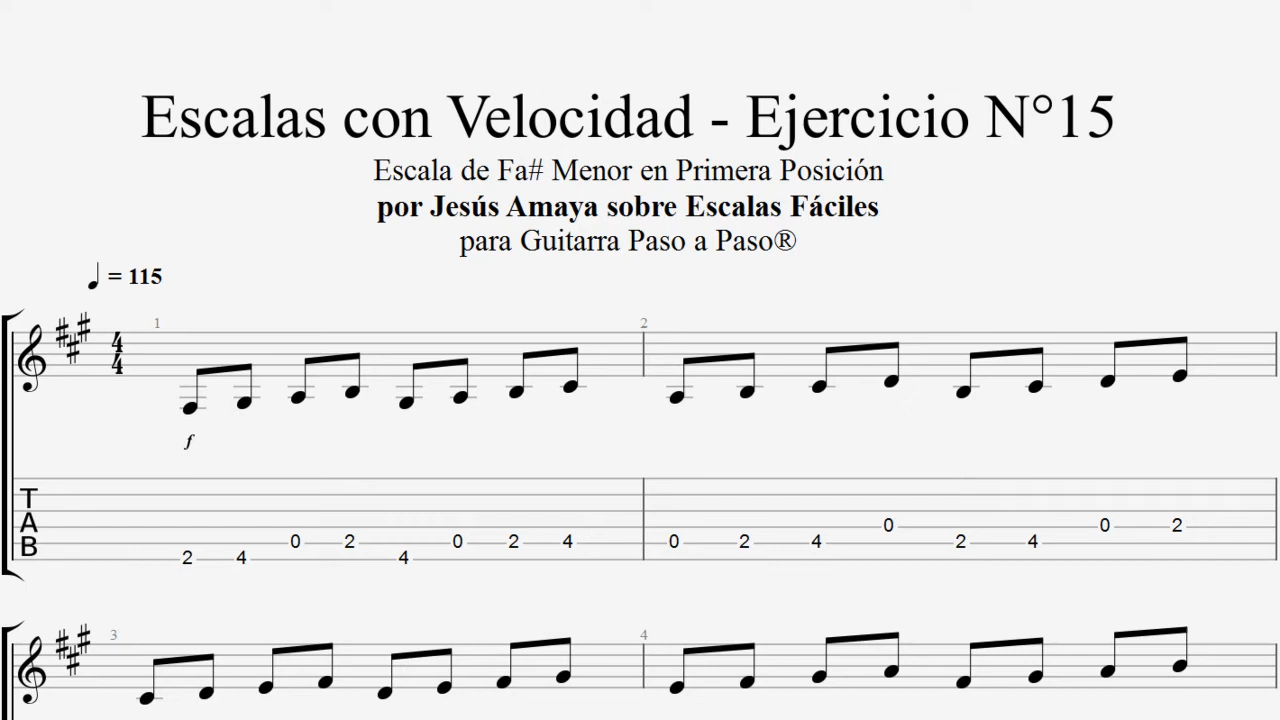 Escalas con Velocidad - Ejercicio N°15
Escala de Fa# Menor en Primera Posición
por Jesús Amaya sobre Escalas Fáciles
para Guitarra Paso a Paso®
= 115
1 2
4
4
f
T
A
B
0 2 0 2 4 0 2 4 0 2 4 0 2
2 4 4
3 4